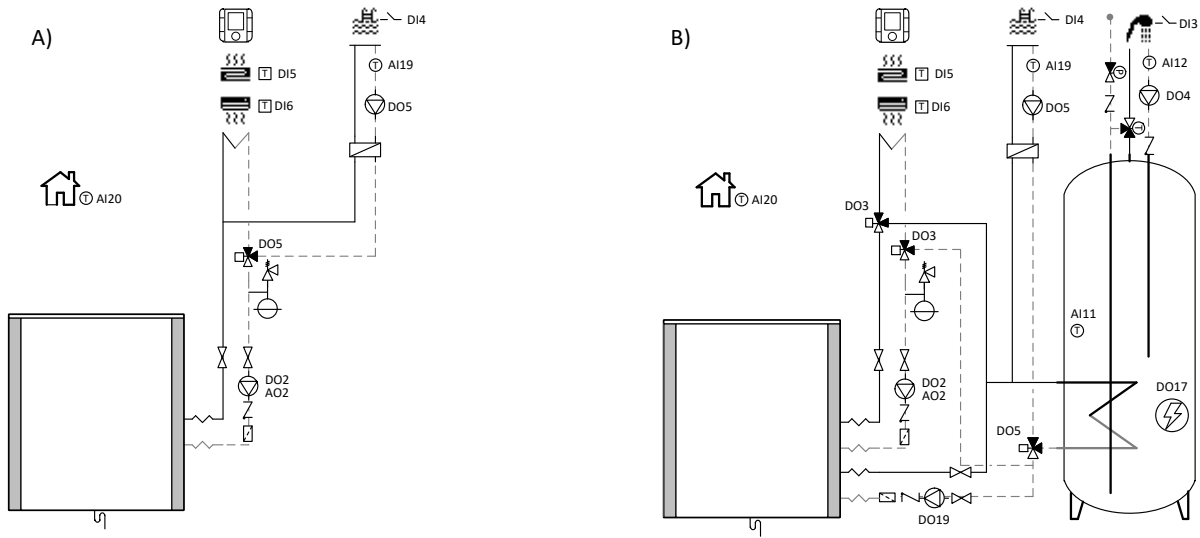 A)
DI4
T AI19
DO5
T DI5
T DI6
T AI20
DO5
DO2
AO2
B)
DI4
DI3
T AI19
T AI12
T DI5
P
DO5
DO4
T DI6
T
T AI20
DO3
DO3
AI11
T
DO2
AO2
DO17
DO5
DO19